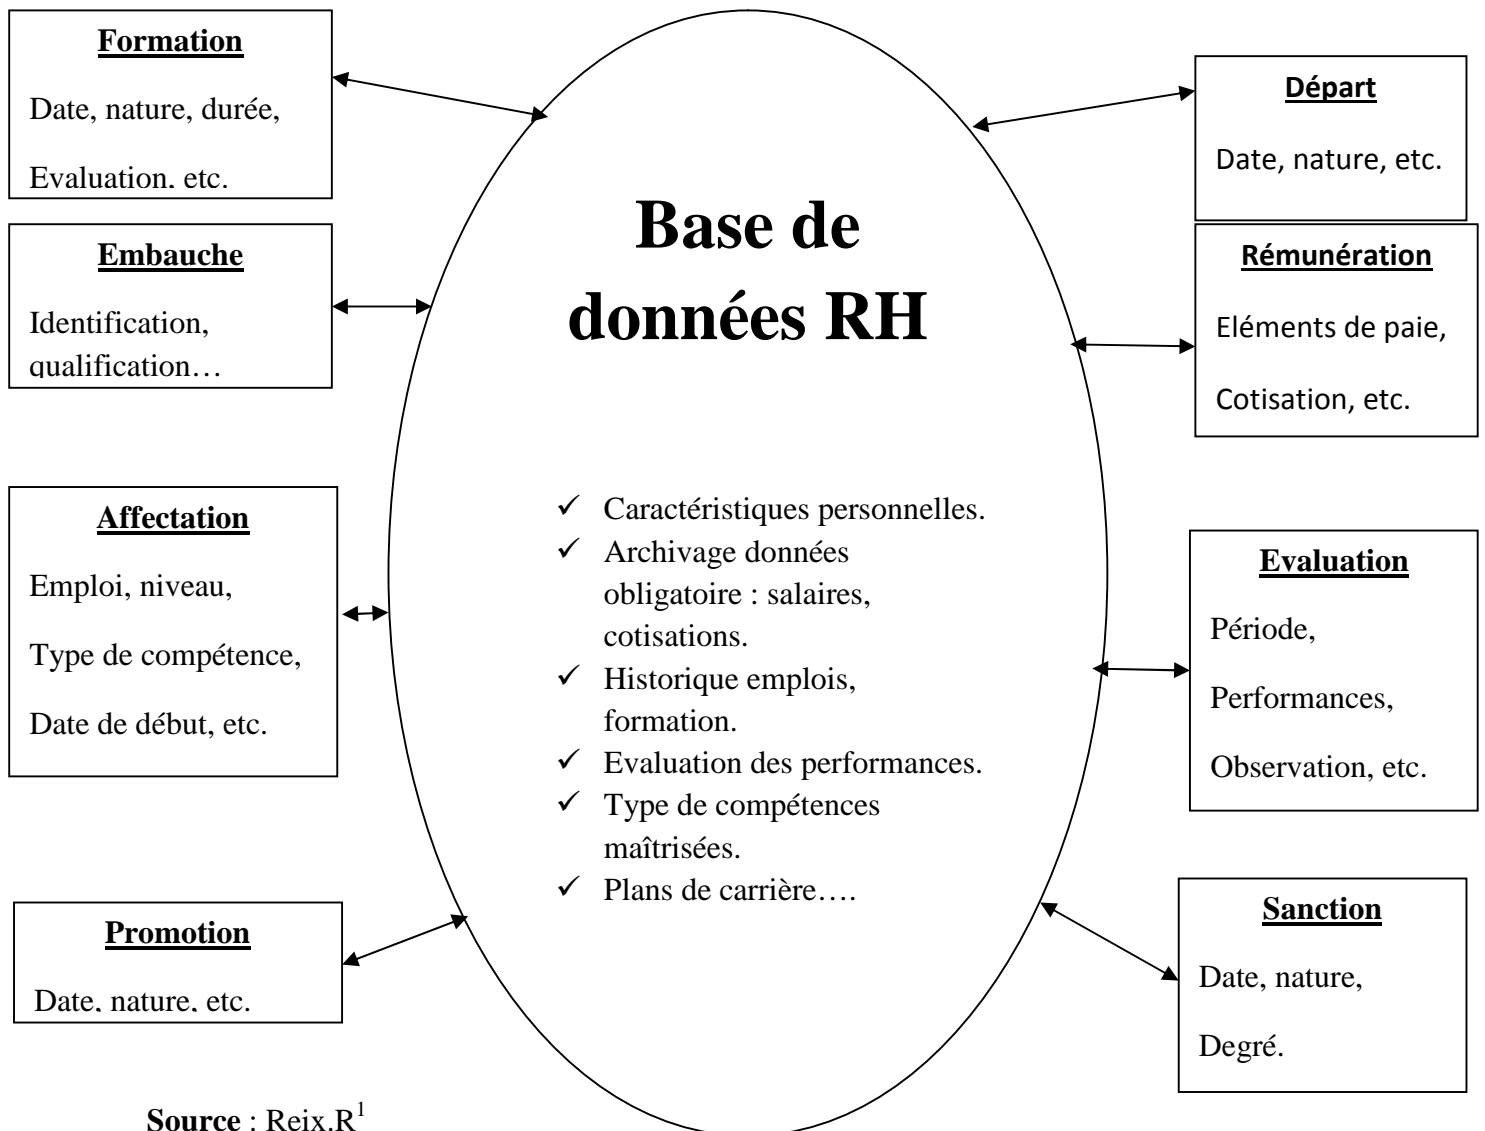 Formation
Date, nature, durée,
Evaluation, etc.
Embauche
Identification,
qualification…
Affectation
Emploi, niveau,
Type de compétence,
Date de début, etc.
Promotion
Date, nature, etc.
Base de
données RH
✓ Caractéristiques personnelles.
✓ Archivage données
obligatoire : salaires,
cotisations.
✓ Historique emplois,
formation.
✓ Evaluation des performances.
✓ Type de compétences
maîtrisées.
✓ Plans de carrière….
Départ
Date, nature, etc.
Rémunération
Eléments de paie,
Cotisation, etc.
Evaluation
Période,
Performances,
Observation, etc.
Sanction
Date, nature,
Degré.
Source : Reix.R¹